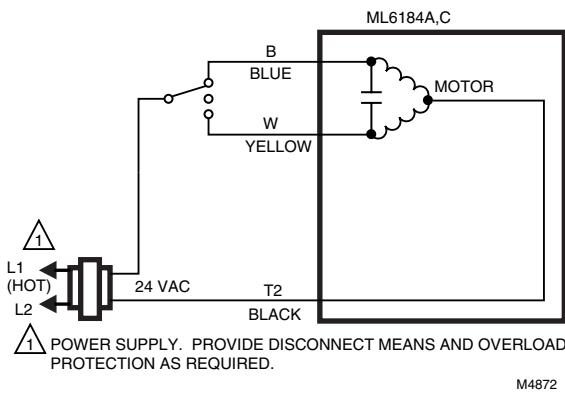 ML6184A,C
B
BLUE
MOTOR
W
YELLOW
1
L1
(HOT)
24 VAC
T2
L2
BLACK
1 POWER SUPPLY. PROVIDE DISCONNECT MEANS AND OVERLOAD
PROTECTION AS REQUIRED.
M4872